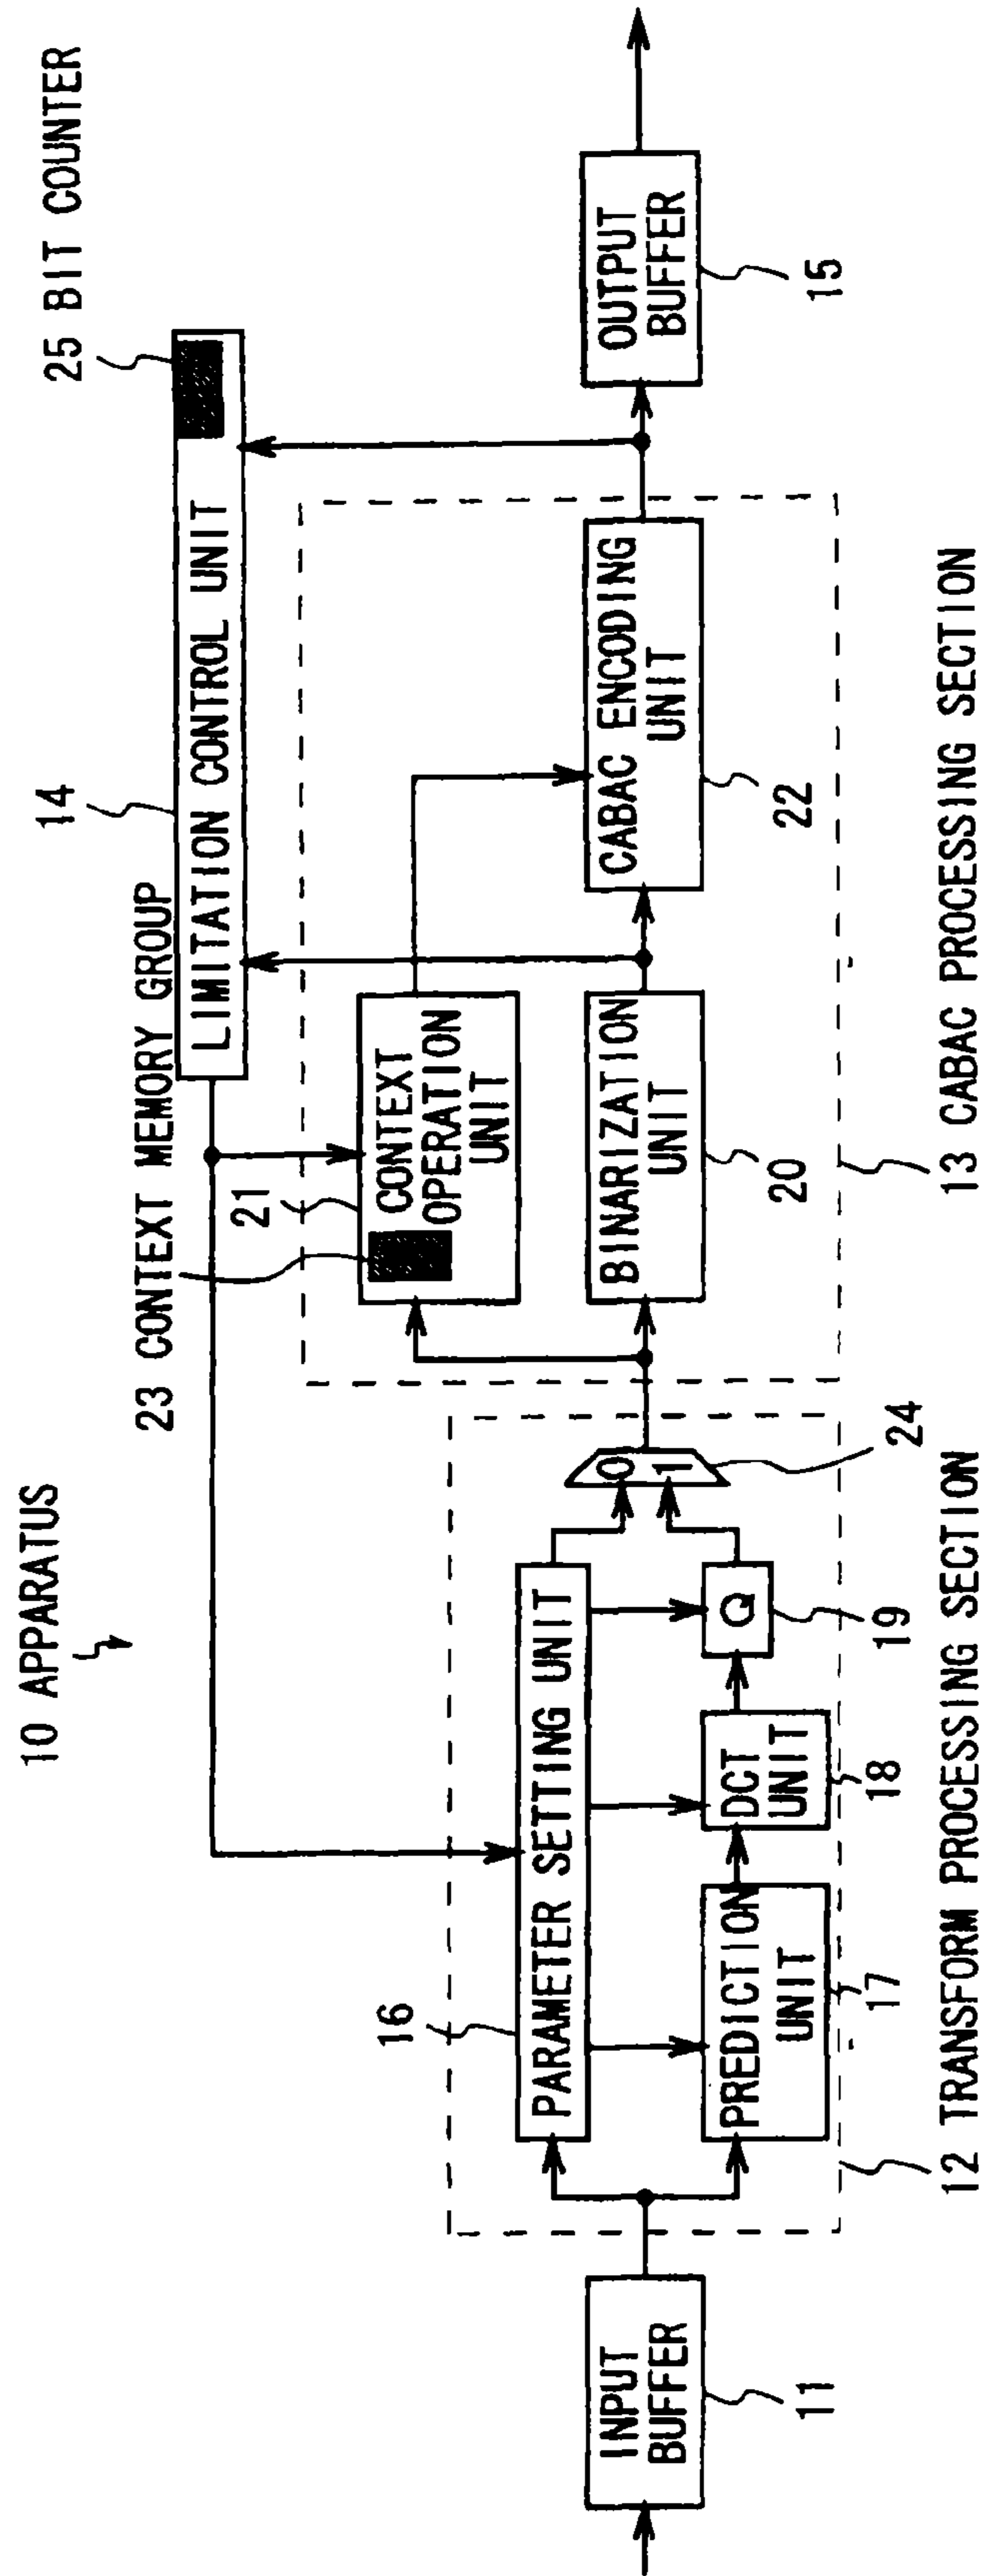 10 APPARATUS
25 BIT COUNTER
14
23 CONTEXT MEMORY GROUP
LIMITATION CONTROL UNIT
21
CONTEXT
OPERATION
UNIT
16
PARAMETER SETTING UNIT
INPUT
BUFFER
11
PREDICTION
UNIT
17
DCT
UNIT
18
Q
19
0
1
24
BINARIZATION
UNIT
20
CABAC ENCODING
UNIT
22
OUTPUT
BUFFER
15
12 TRANSFORM PROCESSING SECTION
13 CABAC PROCESSING SECTION